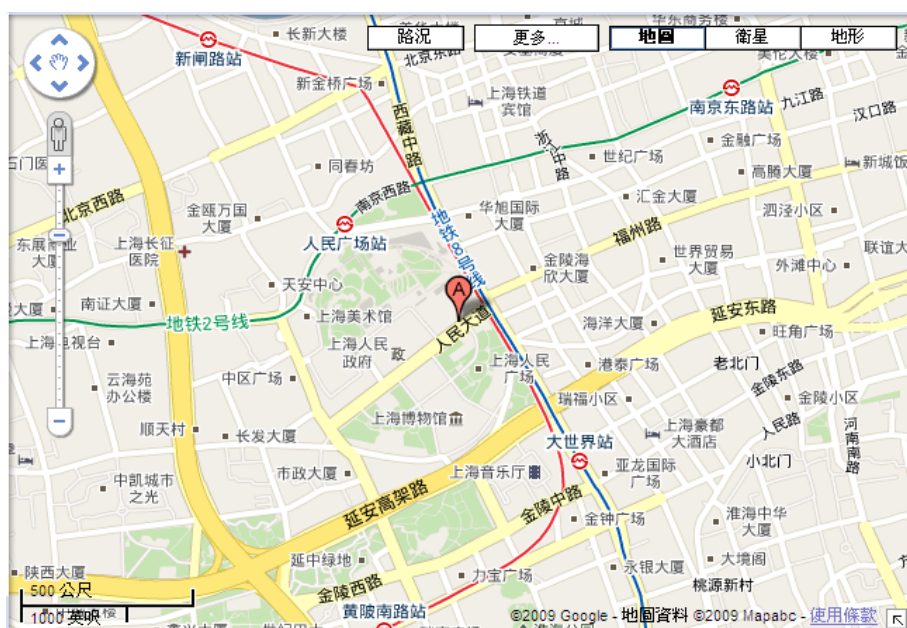 长新大楼
路況
更多...
地圖
衛星
地形
新闸路站
北京东路
美伦大楼
新金桥广场
西藏中路
上海铁道
宾馆
南京东路站
九江路
汉口路
浙江中路
金融广场
同春坊
世纪广场
新城饭
石门医
高腾大厦
北京西路
南京西路
汇金大厦
金瓯万国
大厦
华旭国际
大厦
泗泾小区
地铁8号线
福州路
人民广场站
东展商业
大厦
上海长征
医院
世界贸易
大厦
联谊大
金陵海
欣大厦
外滩中心
天安中心
A
南证大厦
地铁2号线
上海美术馆
人民大道
海洋大厦
延安东路
旺角广场
上海电视台
上海人民
政府
政
上海人民
广场
港泰广场
老北门
金陵东路
云海苑
办公楼
中区广场
瑞福小区
金陵小区
上海博物馆
人民路
河南南路
顺天村
长发大厦
大世界站
上海豪都
大酒店
小北门
市政大厦
上海音乐厅
亚龙国际
广场
中凯城市
之光
延安高架路
金陵中路
金钟广场
淮海中华
大厦
延中绿地
永银大厦
大境阁
陕西大厦
金陵西路
力宝广场
桃源新村
500 公尺
1000 英呎
黄陂南路站
©2009 Google - 地圖資料 ©2009 Mapabc - 使用條款